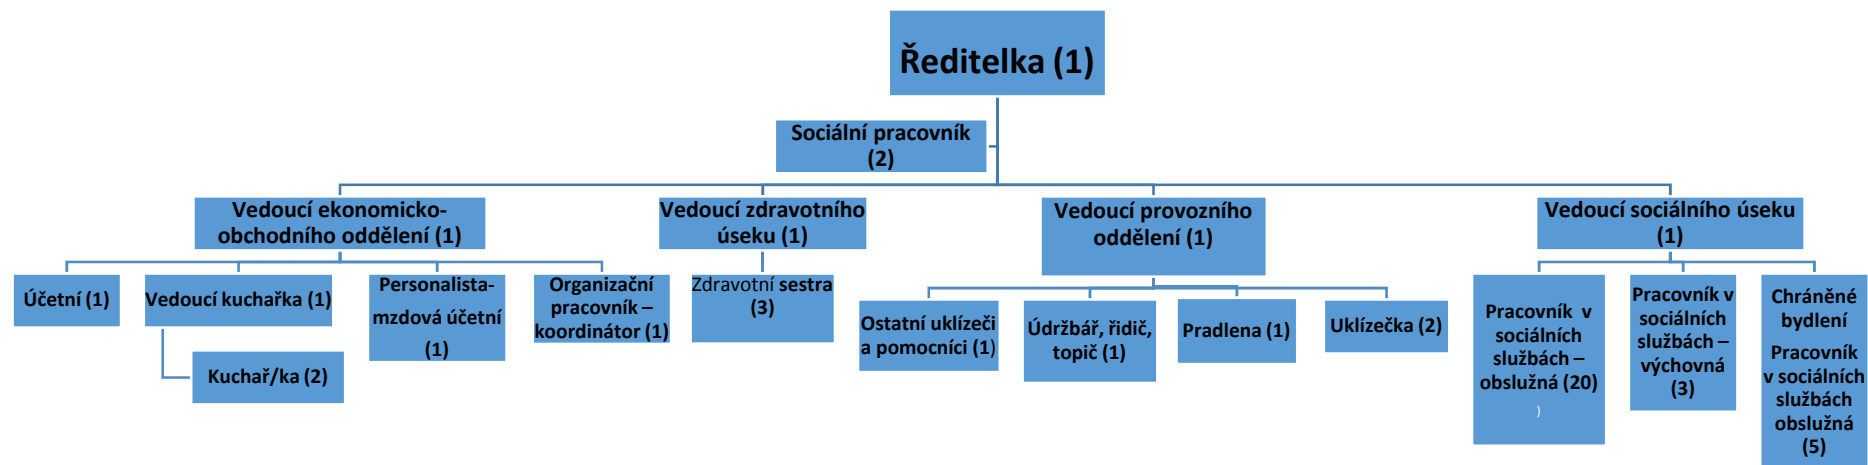 Ředitelka (1)
Sociální pracovník
(2)
Vedoucí ekonomicko-
obchodního oddělení (1)
Vedoucí zdravotního
úseku (1)
Vedoucí provozního
oddělení (1)
Vedoucí sociálního úseku
(1)
Účetní (1)
Vedoucí kuchařka (1)
Kuchař/ka (2)
Personalista-
mzdová účetní
(1)
Organizační
pracovník –
koordinátor (1)
Zdravotní sestra
(3)
Ostatní uklízeči
a pomocníci (1)
Údržbář, řidič,
topič (1)
Pradlena (1)
Uklízečka (2)
Pracovník v
sociálních
službách –
obslužná (20)
)
Pracovník v
sociálních
službách –
výchovná
(3)
Chráněné
bydlení
Pracovník
v sociálních
službách
obslužná
(5)